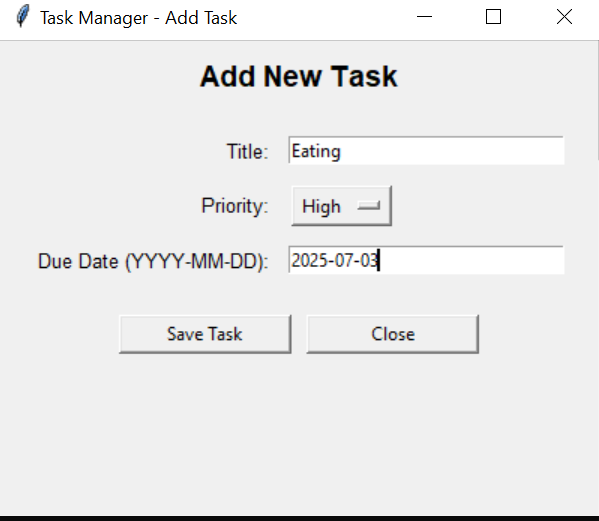 Task Manager - Add Task
Add New Task
Title: Eating
Priority: High
Due Date (YYYY-MM-DD): 2025-07-03
Save Task Close